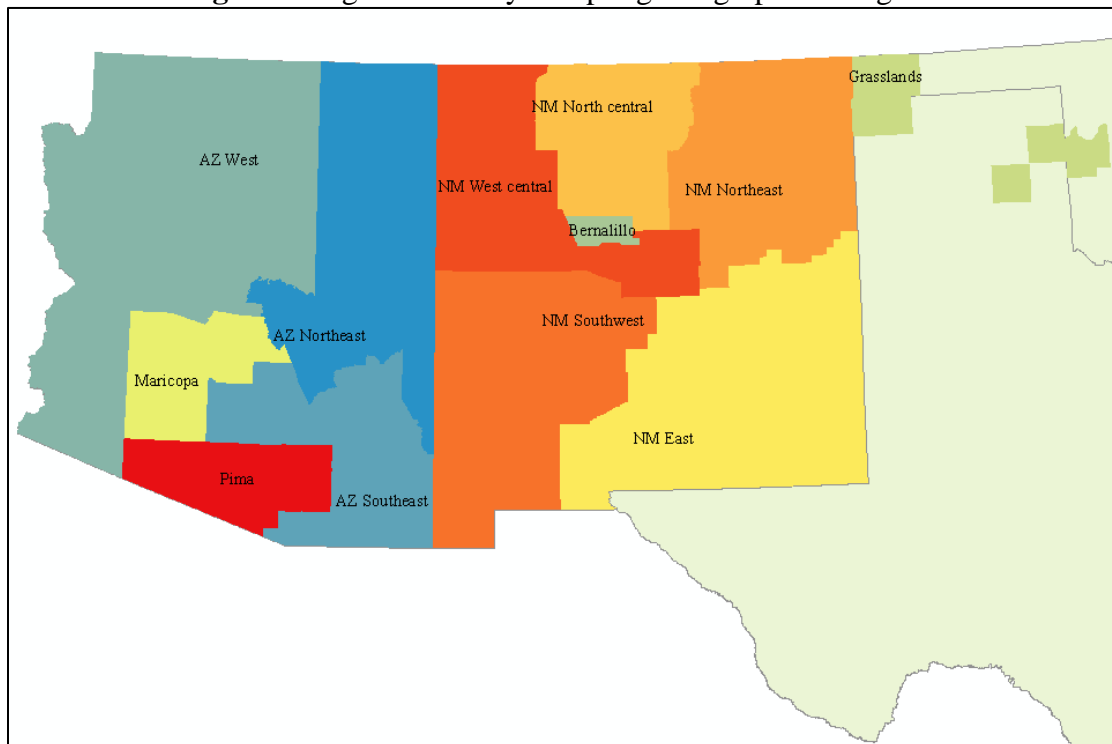 Grasslands
NM North central
AZ West
NM West central
NM Northeast
Bernalillo
NM Southwest
AZ Northeast
Maricopa
NM East
Pima
AZ Southeast